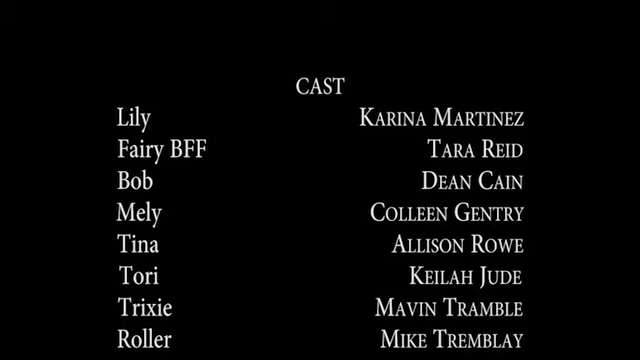 CAST
Lily KARINA MARTINEZ
Fairy BFF TARA REID
Bob DEAN CAIN
Mely COLLEEN GENTRY
Tina ALLISON ROWE
Tori KEILAH JUDE
Trixie MAVIN TRAMBLE
Roller MIKE TREMBLAY